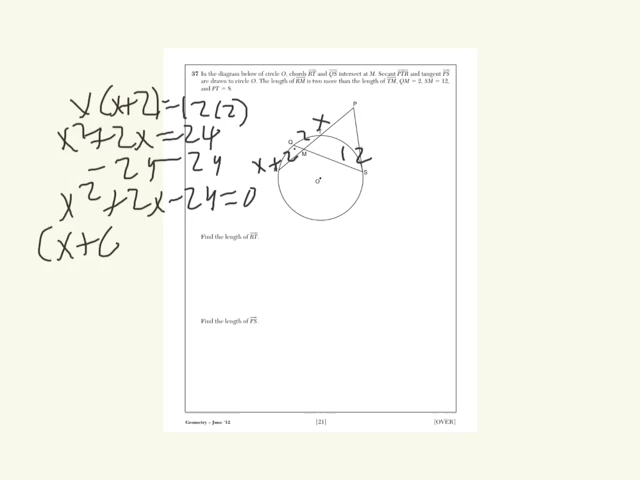 37 In the diagram below of circle O, chords RT and QS intersect at M. Secant PTR and tangent PS
are drawn to circle O. The length of RM is two more than the length of TM, QM = 2, SM = 12,
and PT = 8.
x(x+2)=12(2)
x²+2x=24
-24 -24
x²+2x-24=0
(x+6
P
x
2
Q
M
x+2
12
S
O
Find the length of RT.
Find the length of PS.
Geometry – June '12
[21]
[OVER]